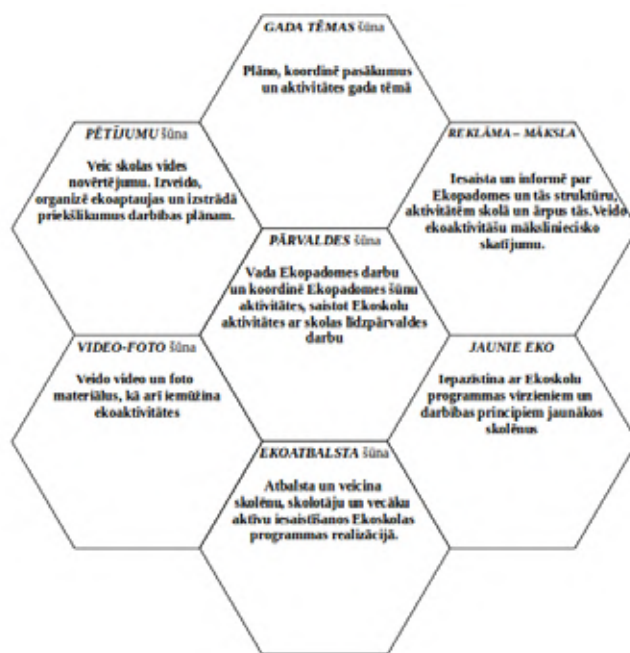 GADA TĒMAS šūna
Plāno, koordinē pasākumus
un aktivitātes gada tēmā
PĒTĪJUMU šūna
Veic skolas vides
novērtējumu. Izveido,
organizē ekoaptaujas un izstrādā
priekšlikumus darbības plānam.
REKLĀMA – MĀKSLA
Iesaista un informē par
Ekopadomes un tās struktūru,
aktivitātēm skolā un ārpus tās.Veido,
ekoaktivitāšu māksliniecisko
skatījumu.
PĀRVALDES šūna
Vada Ekopadomes darbu
un koordinē Ekopadomes šūnu
aktivitātes, saistot Ekoskolu
aktivitātes ar skolas līdzpārvaldes
darbu
VIDEO-FOTO šūna
Veido video un foto
materiālus, kā arī iemūžina
ekoaktivitātes
JAUNIE EKO
Iepazīstina ar Ekoskolu
programmas virzieniem un
darbības principiem jaunākos
skolēnus
EKOATBALSTA šūna
Atbalsta un veicina
skolēnu, skolotāju un vecāku
aktīvu iesaistīšanos Ekoskolas
programmas realizācijā.